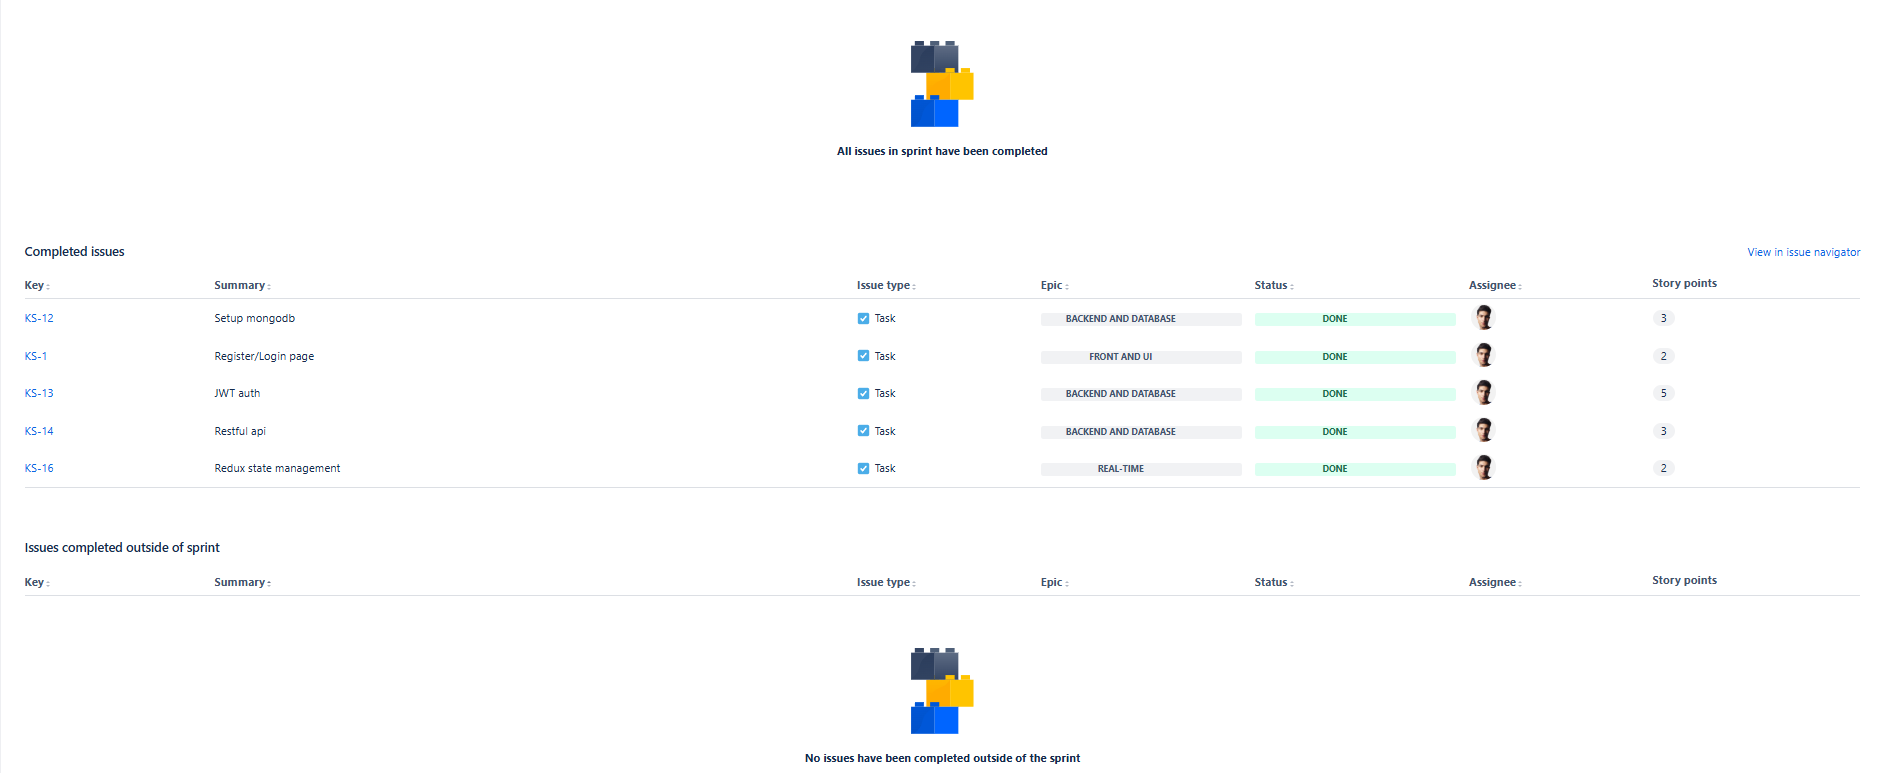 All issues in sprint have been completed
Completed issues
View in issue navigator
Key Summary Issue type Epic Status Assignee Story points
KS-12 Setup mongodb Task BACKEND AND DATABASE DONE 3
KS-1 Register/Login page Task FRONT AND UI DONE 2
KS-13 JWT auth Task BACKEND AND DATABASE DONE 5
KS-14 Restful api Task BACKEND AND DATABASE DONE 3
KS-16 Redux state management Task REAL-TIME DONE 2
Issues completed outside of sprint
Key Summary Issue type Epic Status Assignee Story points
No issues have been completed outside of the sprint